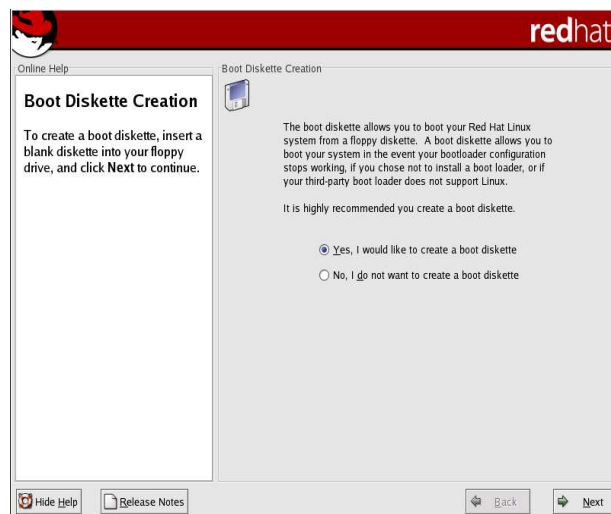 redhat
Online Help
Boot Diskette Creation
To create a boot diskette, insert a
blank diskette into your floppy
drive, and click Next to continue.
Boot Diskette Creation
The boot diskette allows you to boot your Red Hat Linux
system from a floppy diskette. A boot diskette allows you to
boot your system in the event your bootloader configuration
stops working, if you chose not to install a boot loader, or if
your third-party boot loader does not support Linux.
It is highly recommended you create a boot diskette.
Yes, I would like to create a boot diskette
No, I do not want to create a boot diskette
Hide Help
Release Notes
Back
Next